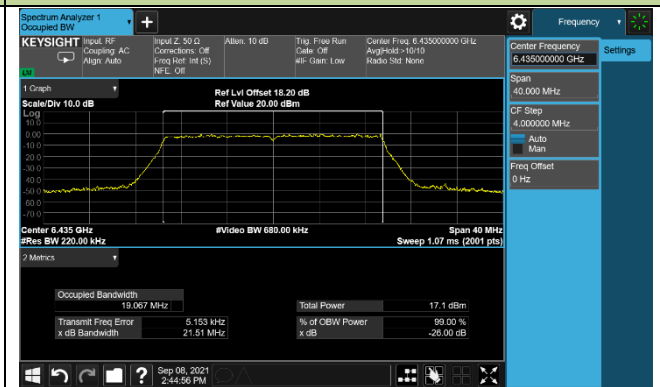 Spectrum Analyzer 1
Occupied BW
+
Frequency
KEYSIGHT
Input: RF
Coupling: AC
Align: Auto
Input Z: 50 Ω
Corrections: Off
Freq Ref: Int (S)
NFE: Off
Atten: 10 dB
Trig: Free Run
Gate: Off
#IF Gain: Low
Center Freq: 6.435000000 GHz
Avg|Hold:>10/10
Radio Std: None
LXI
Center Frequency
6.435000000 GHz
Settings
Span
40.000 MHz
CF Step
4.000000 MHz
Auto
Man
Freq Offset
0 Hz
1 Graph
Scale/Div 10.0 dB
Ref Lvl Offset 18.20 dB
Ref Value 20.00 dBm
Log
10.0
0.00
-10.0
-20.0
-30.0
-40.0
-50.0
-60.0
-70.0
Center 6.435 GHz
#Res BW 220.00 kHz
#Video BW 680.00 kHz
Span 40 MHz
Sweep 1.07 ms (2001 pts)
2 Metrics
Occupied Bandwidth
19.067 MHz
Total Power 17.1 dBm
Transmit Freq Error 5.153 kHz
% of OBW Power 99.00 %
x dB Bandwidth 21.51 MHz
x dB -26.00 dB
?
Sep 08, 2021
2:44:56 PM